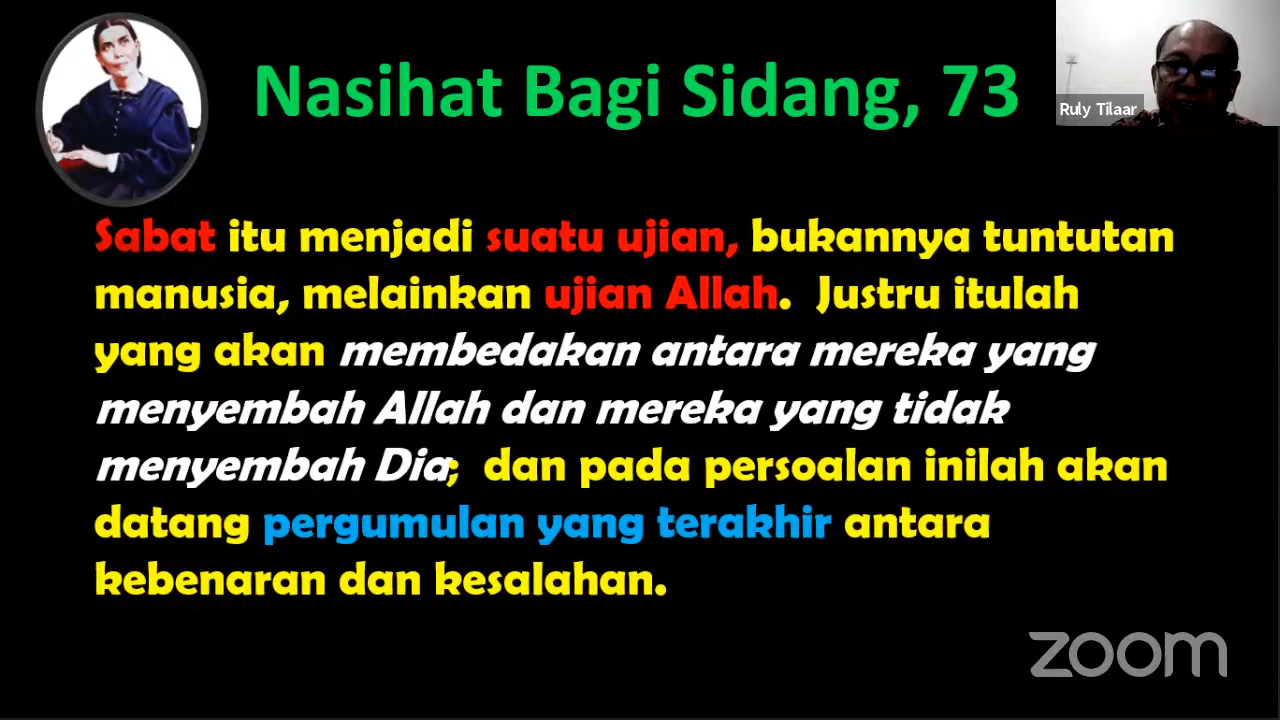 Nasihat Bagi Sidang, 73
Ruly Tilaar
Sabat itu menjadi suatu ujian, bukannya tuntutan
manusia, melainkan ujian Allah. Justru itulah
yang akan membedakan antara mereka yang
menyembah Allah dan mereka yang tidak
menyembah Dia; dan pada persoalan inilah akan
datang pergumulan yang terakhir antara
kebenaran dan kesalahan.
zoom